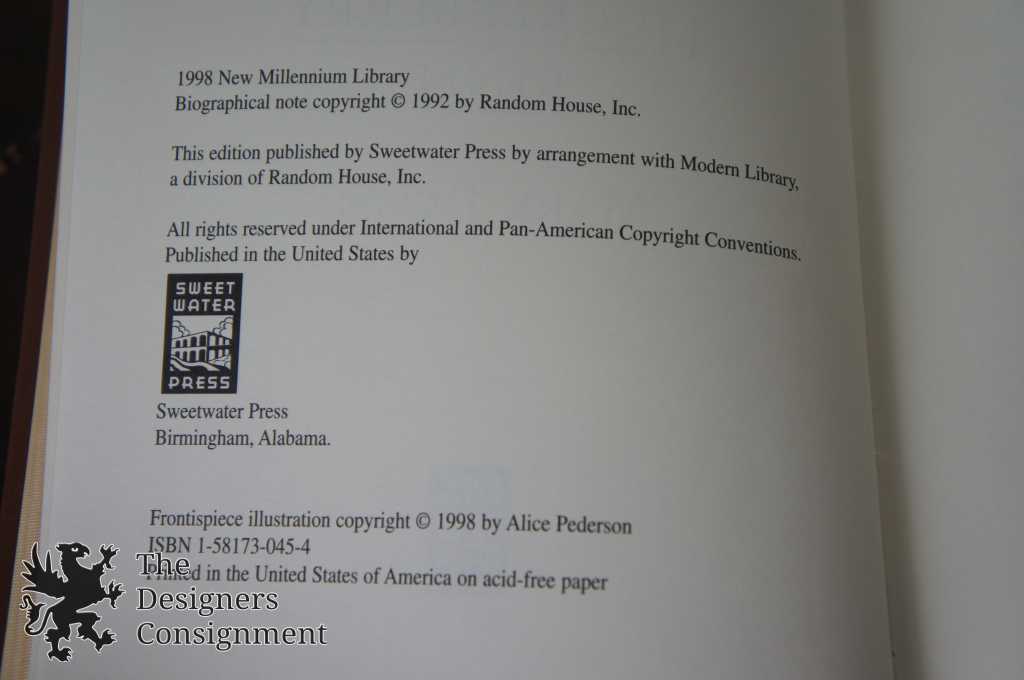 1998 New Millennium Library
Biographical note copyright © 1992 by Random House, Inc.
This edition published by Sweetwater Press by arrangement with Modern Library,
a division of Random House, Inc.
All rights reserved under International and Pan-American Copyright Conventions.
Published in the United States by
SWEET
WATER
PRESS
Sweetwater Press
Birmingham, Alabama.
Frontispiece illustration copyright © 1998 by Alice Pederson
ISBN 1-58173-045-4
Printed in the United States of America on acid-free paper
The
Designers
Consignment